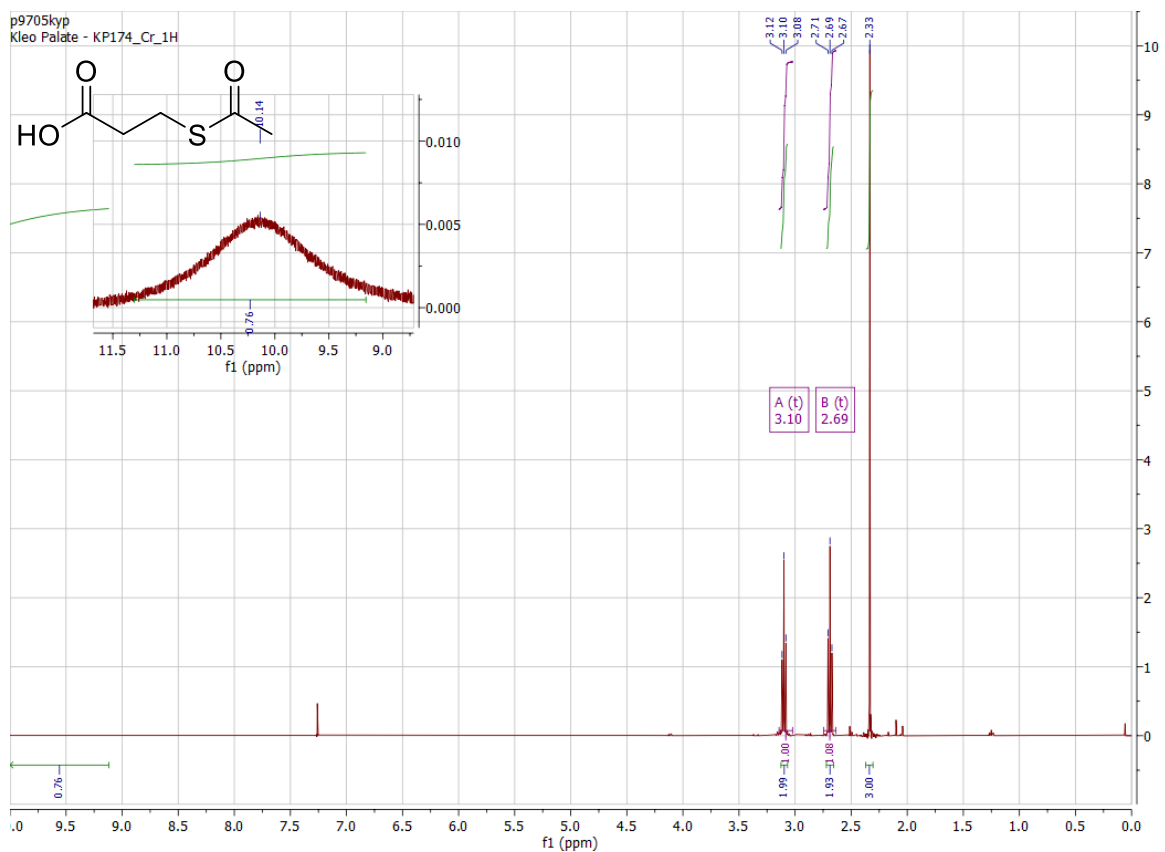 p9705kyp
Kleo Palate - KP174_Cr_1H
3.12
3.10
3.08
2.71
2.69
2.67
2.33
O
O
HO
S
10.14
0.010
0.005
0.000
0.76
11.5 11.0 10.5 10.0 9.5 9.0
f1 (ppm)
10
9
8
7
6
5
4
3
2
1
0
A (t)
3.10
B (t)
2.69
0.76
1.00
1.08
1.99
1.93
3.00
.0 9.5 9.0 8.5 8.0 7.5 7.0 6.5 6.0 5.5 5.0 4.5 4.0 3.5 3.0 2.5 2.0 1.5 1.0 0.5 0.0
f1 (ppm)